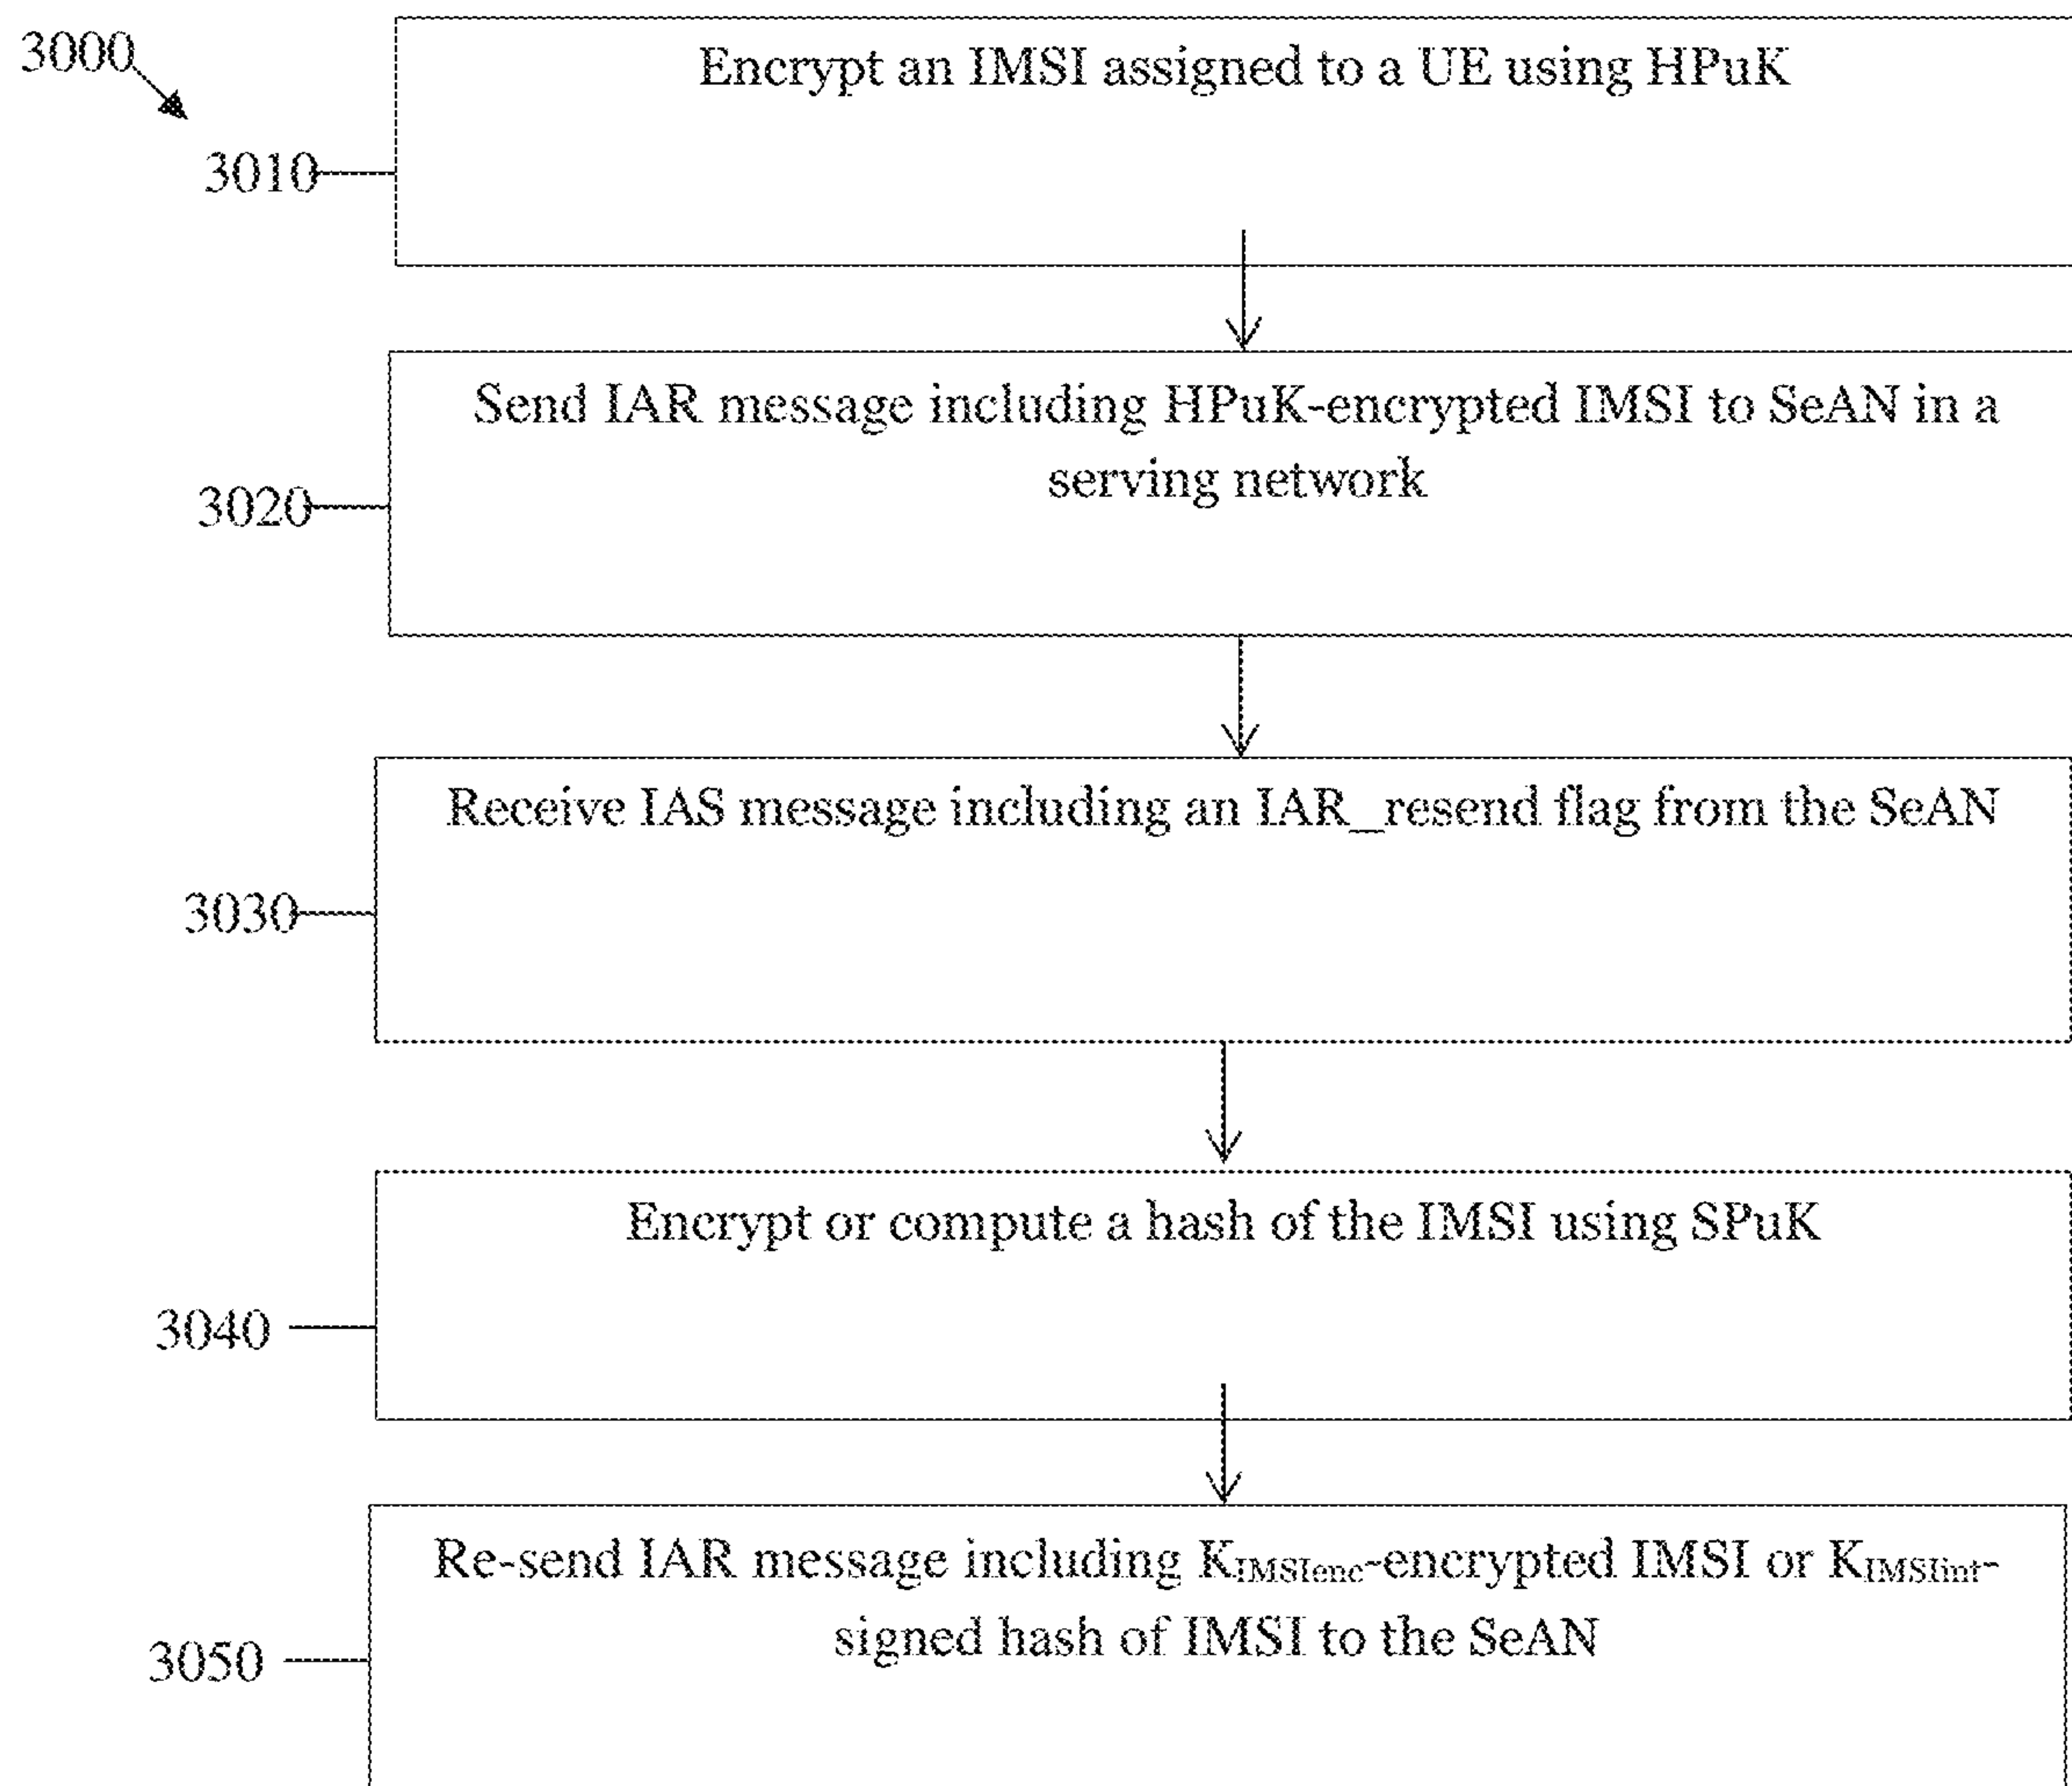 3000
Encrypt an IMSI assigned to a UE using HPuK
3010
Send IAR message including HPuK-encrypted IMSI to SeAN in a
serving network
3020
Receive IAS message including an IAR_resend flag from the SeAN
3030
Encrypt or compute a hash of the IMSI using SPuK
3040
Re-send IAR message including KIMSIenc-encrypted IMSI or KIMSIint-
signed hash of IMSI to the SeAN
3050